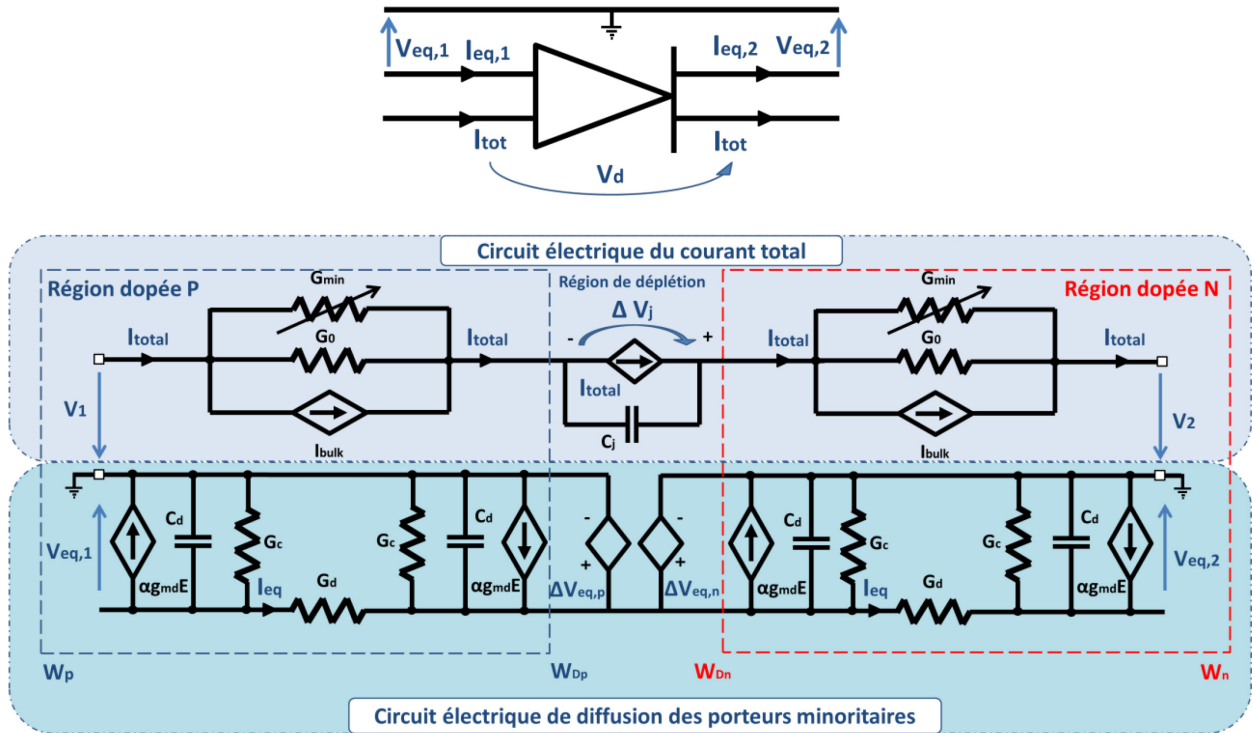 Veq,1
Ieq,1
Ieq,2
Veq,2
Itot
Itot
Vd
Circuit électrique du courant total
Région dopée P
Gmin
Région de déplétion
Gmin
Région dopée N
- Δ Vj +
Itotal
G0
Itotal
Itotal
G0
Itotal
V1
Itotal
V2
Cj
Ibulk
Ibulk
Cd
Cd
- -
Cd
Cd
Veq,1
Gc
Gc
+ +
Gc
Gc
Veq,2
αgmdE
Ieq
Gd
αgmdE
ΔVeq,p
ΔVeq,n
αgmdE
Ieq
Gd
αgmdE
Wp
WDp
WDn
Wn
Circuit électrique de diffusion des porteurs minoritaires